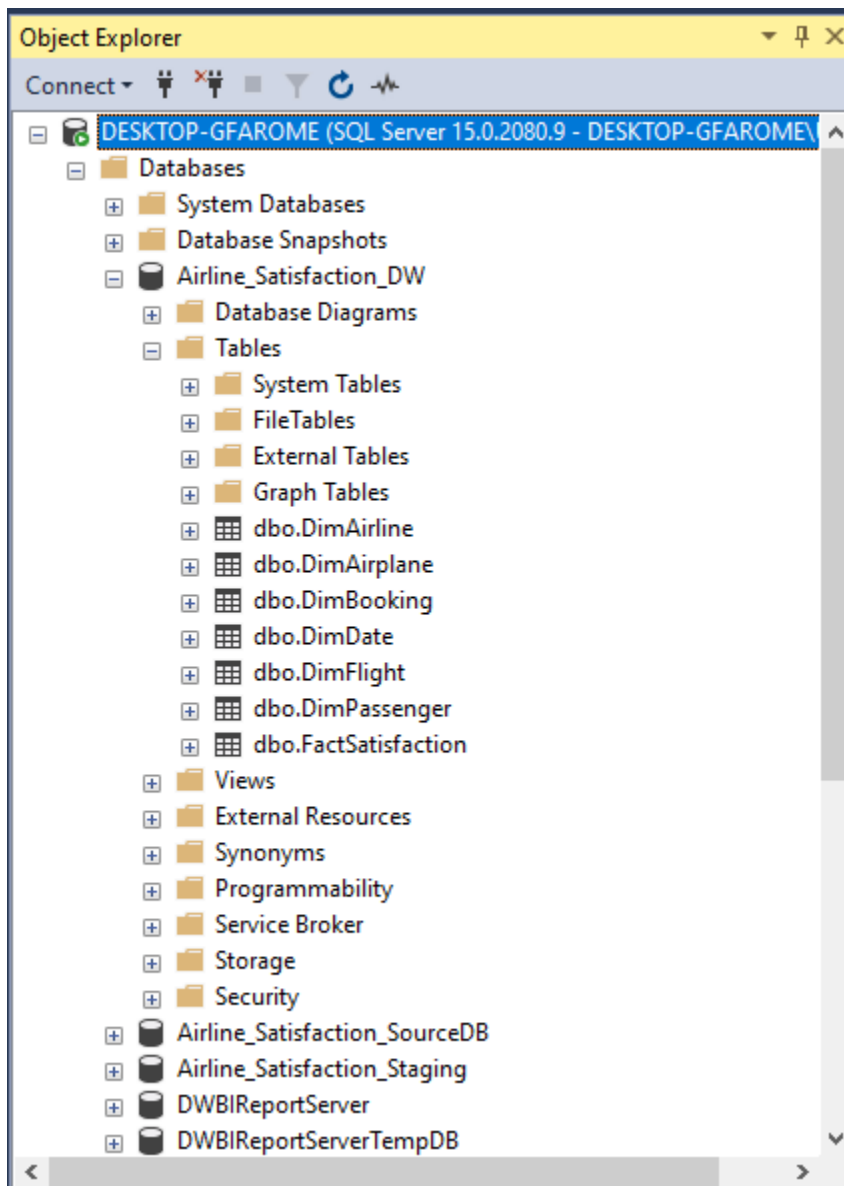 Object Explorer
Connect
DESKTOP-GFAROME (SQL Server 15.0.2080.9 - DESKTOP-GFAROME\
Databases
System Databases
Database Snapshots
Airline_Satisfaction_DW
Database Diagrams
Tables
System Tables
FileTables
External Tables
Graph Tables
dbo.DimAirline
dbo.DimAirplane
dbo.DimBooking
dbo.DimDate
dbo.DimFlight
dbo.DimPassenger
dbo.FactSatisfaction
Views
External Resources
Synonyms
Programmability
Service Broker
Storage
Security
Airline_Satisfaction_SourceDB
Airline_Satisfaction_Staging
DWBIReportServer
DWBIReportServerTempDB